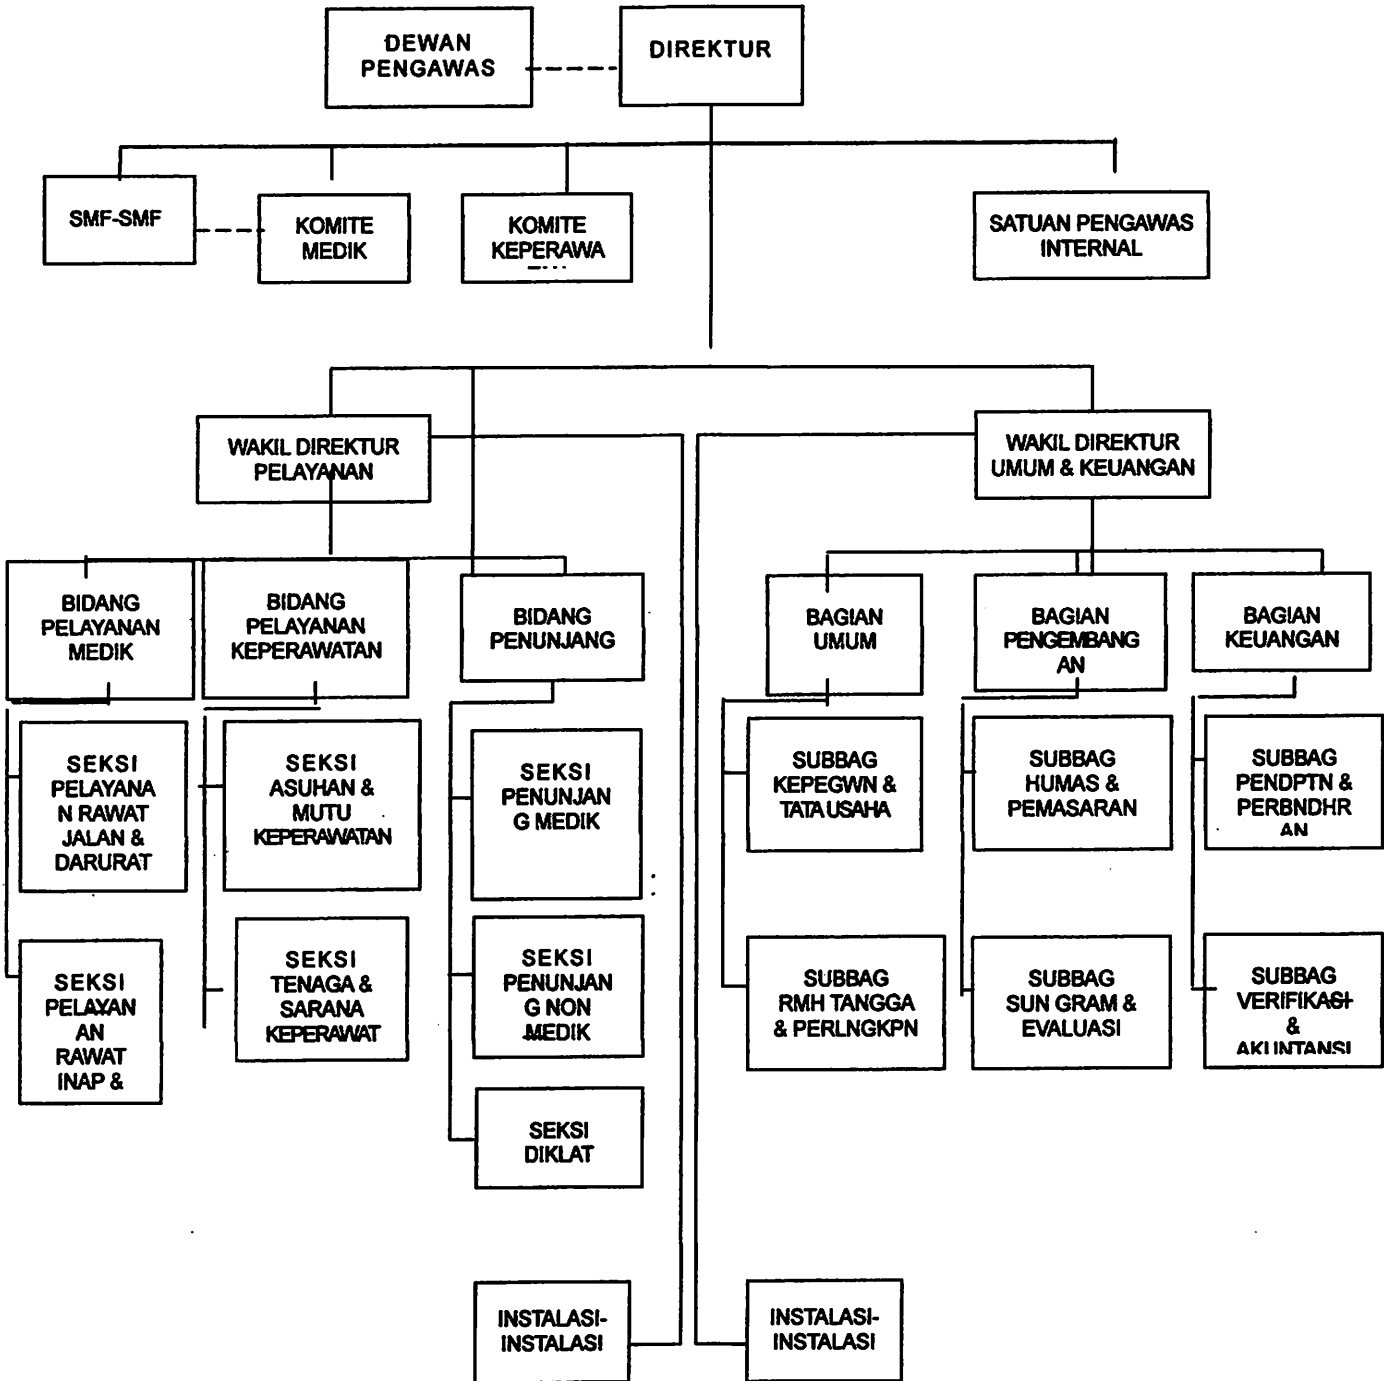 DEWAN
PENGAWAS
DIREKTUR
SMF-SMF
KOMITE
MEDIK
KOMITE
KEPERAWA
SATUAN PENGAWAS
INTERNAL
WAKIL DIREKTUR
PELAYANAN
WAKIL DIREKTUR
UMUM & KEUANGAN
BIDANG
PELAYANAN
MEDIK
BIDANG
PELAYANAN
KEPERAWATAN
BIDANG
PENUNJANG
BAGIAN
UMUM
BAGIAN
PENGEMBANG
AN
BAGIAN
KEUANGAN
SEKSI
PELAYANA
N RAWAT
JALAN &
DARURAT
SEKSI
ASUHAN &
MUTU
KEPERAWATAN
SEKSI
PENUNJAN
G MEDIK
SUBBAG
KEPEGWN &
TATA USAHA
SUBBAG
HUMAS &
PEMASARAN
SUBBAG
PENDPTN &
PERBNDHR
AN
SEKSI
PELAYAN
AN
RAWAT
INAP &
SEKSI
TENAGA &
SARANA
KEPERAWAT
SEKSI
PENUNJAN
G NON
MEDIK
SUBBAG
RMH TANGGA
& PERLNGKPN
SUBBAG
SUN GRAM &
EVALUASI
SUBBAG
VERIFIKASI
&
AKUNTANSI
SEKSI
DIKLAT
INSTALASI-
INSTALASI
INSTALASI-
INSTALASI